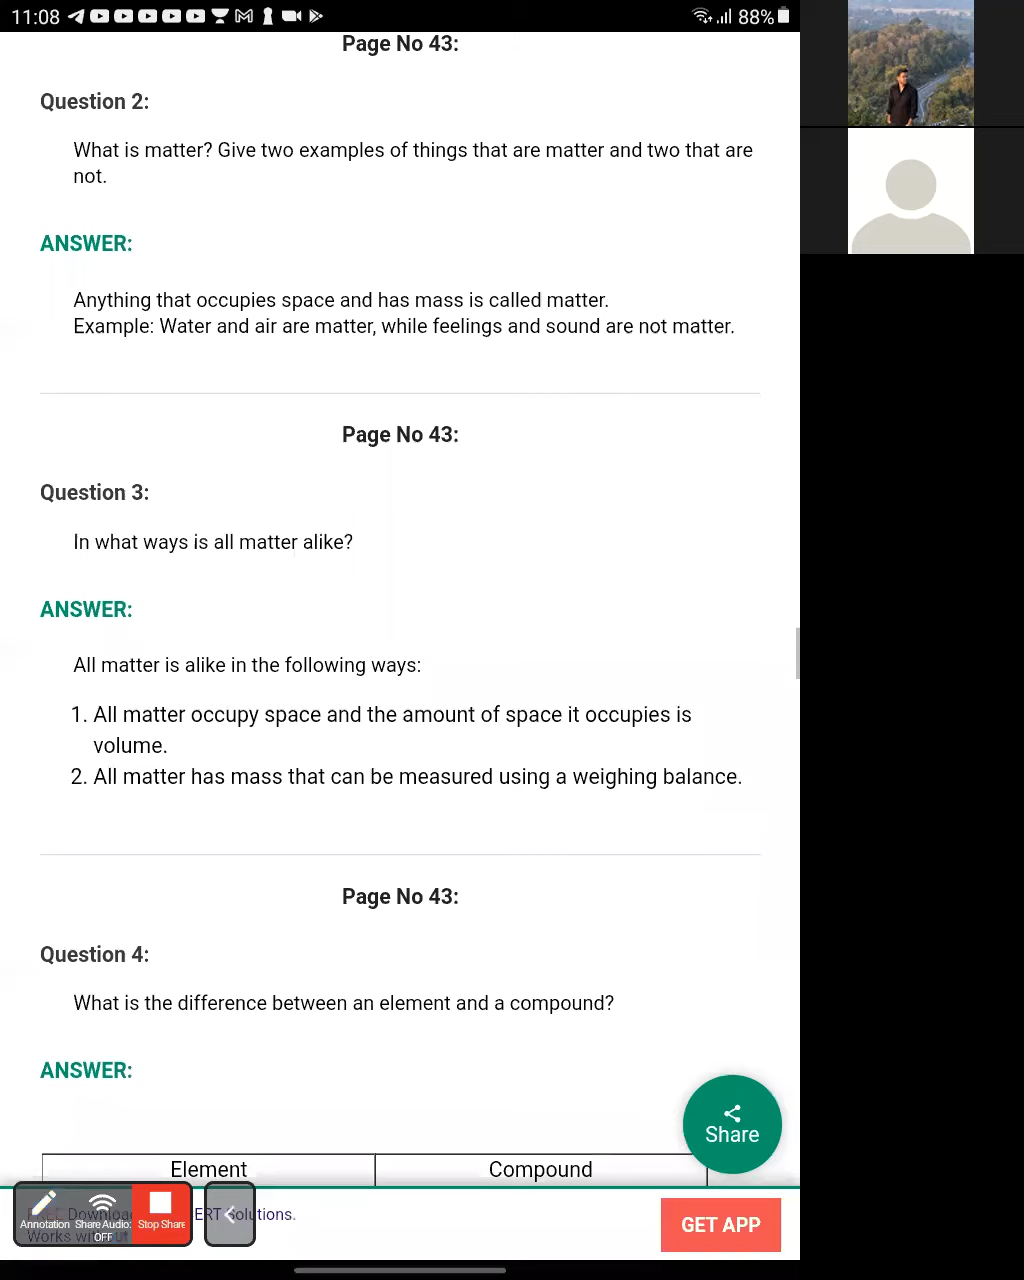 11:08 88%
Page No 43:
Question 2:
What is matter? Give two examples of things that are matter and two that are
not.
ANSWER:
Anything that occupies space and has mass is called matter.
Example: Water and air are matter, while feelings and sound are not matter.
Page No 43:
Question 3:
In what ways is all matter alike?
ANSWER:
All matter is alike in the following ways:
1. All matter occupy space and the amount of space it occupies is
volume.
2. All matter has mass that can be measured using a weighing balance.
Page No 43:
Question 4:
What is the difference between an element and a compound?
ANSWER:
Share
Element Compound
Solutions.
GET APP
Annotation Share Audio: Stop Share
OFF